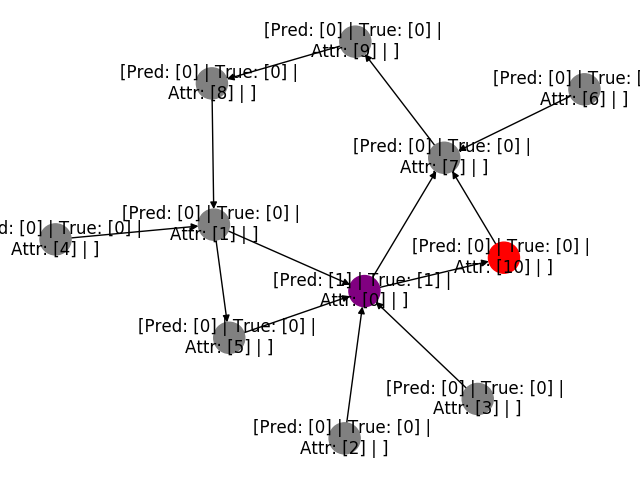 [Pred: [0] | True: [0] |
Attr: [9] | ]
[Pred: [0] | True: [0] |
Attr: [8] | ]
[Pred: [0] | True: [
Attr: [6] | ]
[Pred: [0] | True: [0] |
Attr: [7] | ]
[Pred: [0] | True: [0] |
Attr: [1] | ]
d: [0] | True: [0] |
Attr: [4] | ]
[Pred: [0] | True: [0] |
Attr: [10] | ]
[Pred: [1] | True: [1] |
Attr: [0] | ]
[Pred: [0] | True: [0] |
Attr: [5] | ]
[Pred: [0] | True: [0] |
Attr: [3] | ]
[Pred: [0] | True: [0] |
Attr: [2] | ]